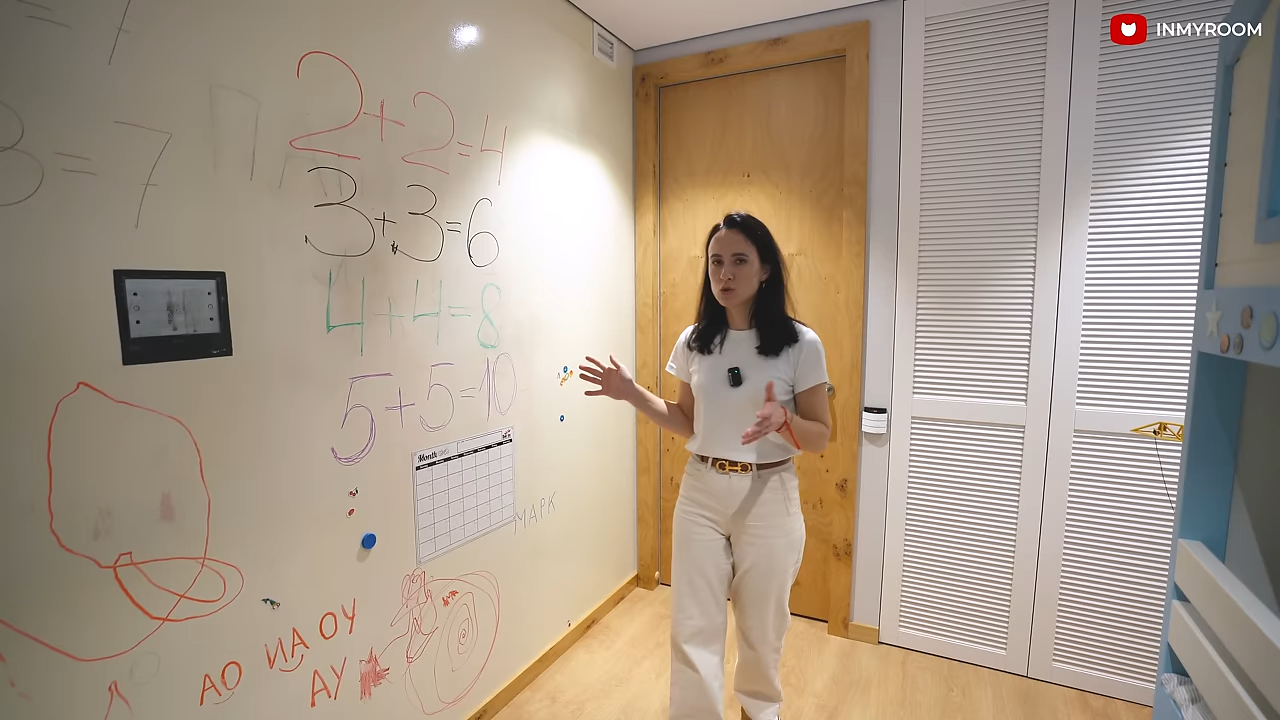 INMYROOM
3 = 7
2+2=4
3+3=6
4+4=8
5+5=10
Month
МАРК
АО ИА ОУ
АУ